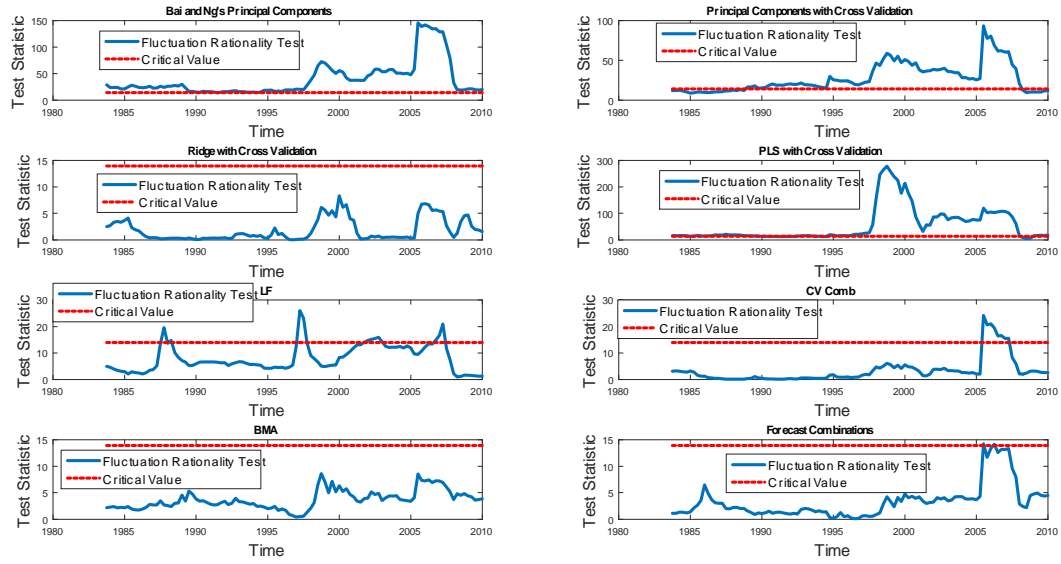 Bai and Ng's Principal Components
150
100
50
0
Test Statistic
Fluctuation Rationality Test
Critical Value
1980 1985 1990 1995 2000 2005 2010
Time
Principal Components with Cross Validation
100
50
0
Test Statistic
Fluctuation Rationality Test
Critical Value
1980 1985 1990 1995 2000 2005 2010
Time
Ridge with Cross Validation
15
10
5
0
Test Statistic
Fluctuation Rationality Test
Critical Value
1980 1985 1990 1995 2000 2005 2010
Time
PLS with Cross Validation
300
200
100
0
Test Statistic
Fluctuation Rationality Test
Critical Value
1980 1985 1990 1995 2000 2005 2010
Time
LF
30
20
10
0
Test Statistic
Fluctuation Rationality Test
Critical Value
1980 1985 1990 1995 2000 2005 2010
Time
CV Comb
30
20
10
0
Test Statistic
Fluctuation Rationality Test
Critical Value
1980 1985 1990 1995 2000 2005 2010
Time
BMA
15
10
5
0
Test Statistic
Fluctuation Rationality Test
Critical Value
1980 1985 1990 1995 2000 2005 2010
Time
Forecast Combinations
15
10
5
0
Test Statistic
Fluctuation Rationality Test
Critical Value
1980 1985 1990 1995 2000 2005 2010
Time